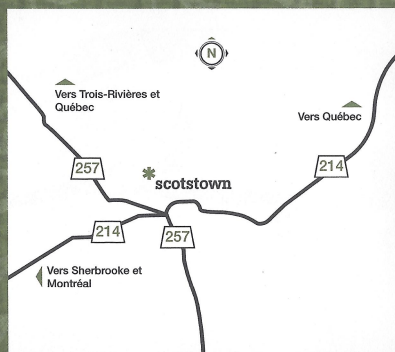 N
Vers Trois-Rivières et
Québec
Vers Québec
257
scotstown
214
214
257
Vers Sherbrooke et
Montréal